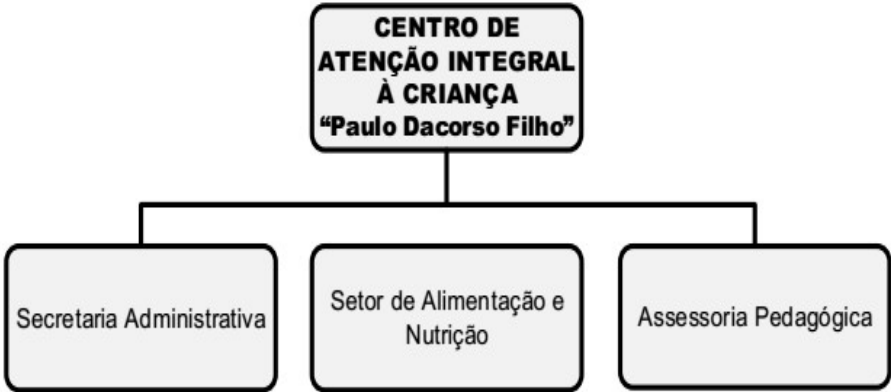 CENTRO DE
ATENÇÃO INTEGRAL
À CRIANÇA
“Paulo Dacorso Filho”
Secretaria Administrativa
Setor de Alimentação e
Nutrição
Assessoria Pedagógica